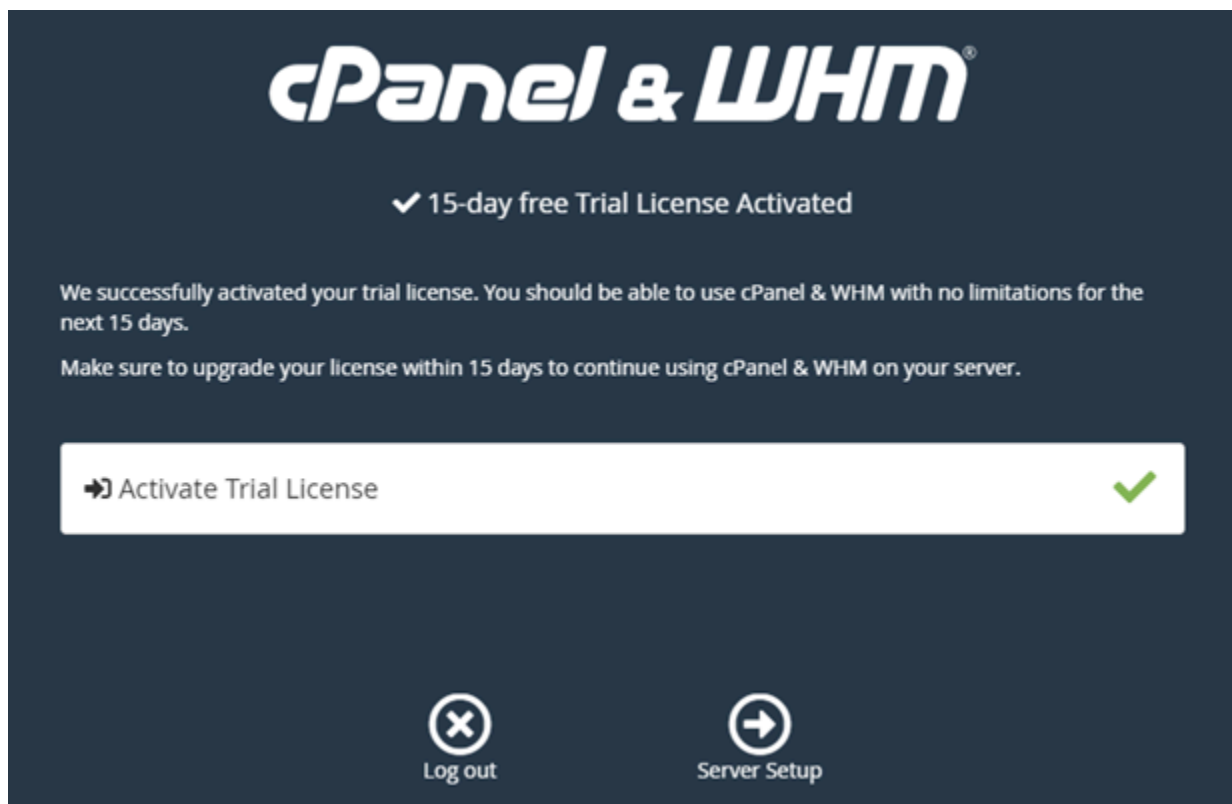 cPanel & WHM®
15-day free Trial License Activated
We successfully activated your trial license. You should be able to use cPanel & WHM with no limitations for the
next 15 days.
Make sure to upgrade your license within 15 days to continue using cPanel & WHM on your server.
Activate Trial License
Log out Server Setup